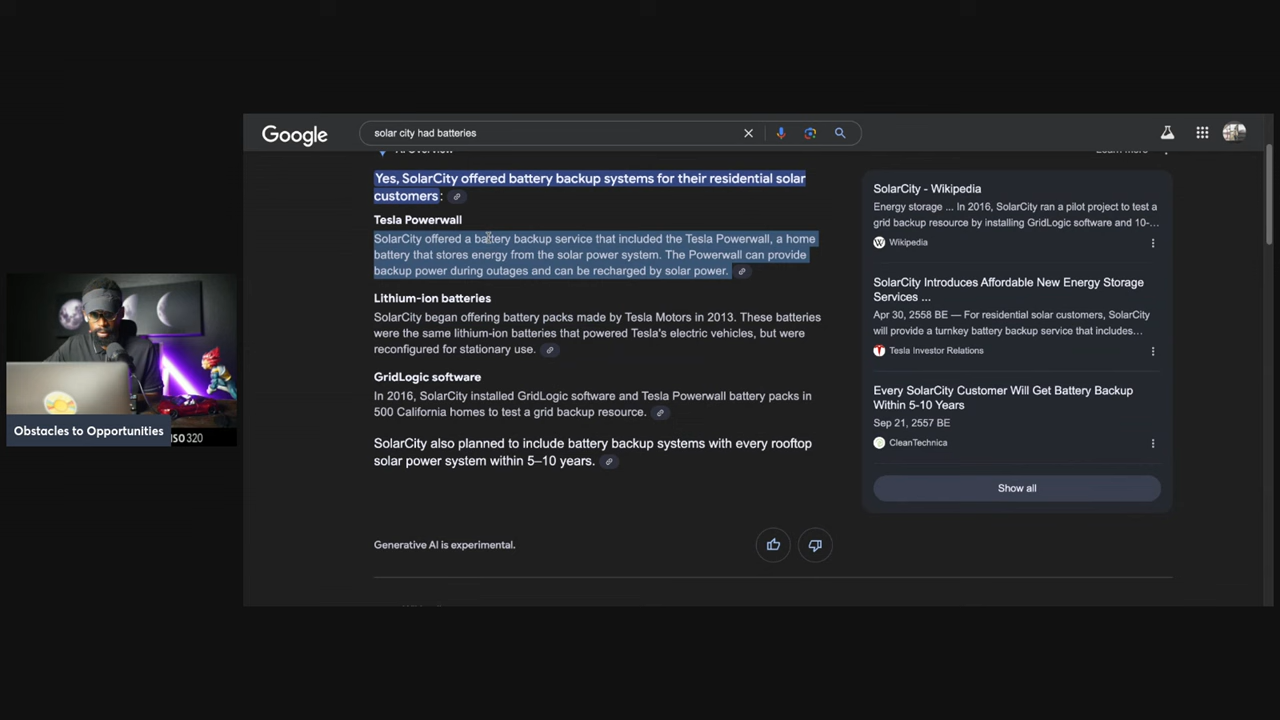 Google
solar city had batteries
AI Overview
Learn more
Yes, SolarCity offered battery backup systems for their residential solar
customers:
Tesla Powerwall
SolarCity offered a battery backup service that included the Tesla Powerwall, a home
battery that stores energy from the solar power system. The Powerwall can provide
backup power during outages and can be recharged by solar power.
Lithium-ion batteries
SolarCity began offering battery packs made by Tesla Motors in 2013. These batteries
were the same lithium-ion batteries that powered Tesla's electric vehicles, but were
reconfigured for stationary use.
GridLogic software
In 2016, SolarCity installed GridLogic software and Tesla Powerwall battery packs in
500 California homes to test a grid backup resource.
SolarCity also planned to include battery backup systems with every rooftop
solar power system within 5–10 years.
Generative AI is experimental.
SolarCity - Wikipedia
Energy storage ... In 2016, SolarCity ran a pilot project to test a
grid backup resource by installing GridLogic software and 10-...
W
Wikipedia
SolarCity Introduces Affordable New Energy Storage
Services ...
Apr 30, 2558 BE — For residential solar customers, SolarCity
will provide a turnkey battery backup service that includes...
Tesla Investor Relations
Every SolarCity Customer Will Get Battery Backup
Within 5-10 Years
Sep 21, 2557 BE
CleanTechnica
Show all
Obstacles to Opportunities
ISO 320